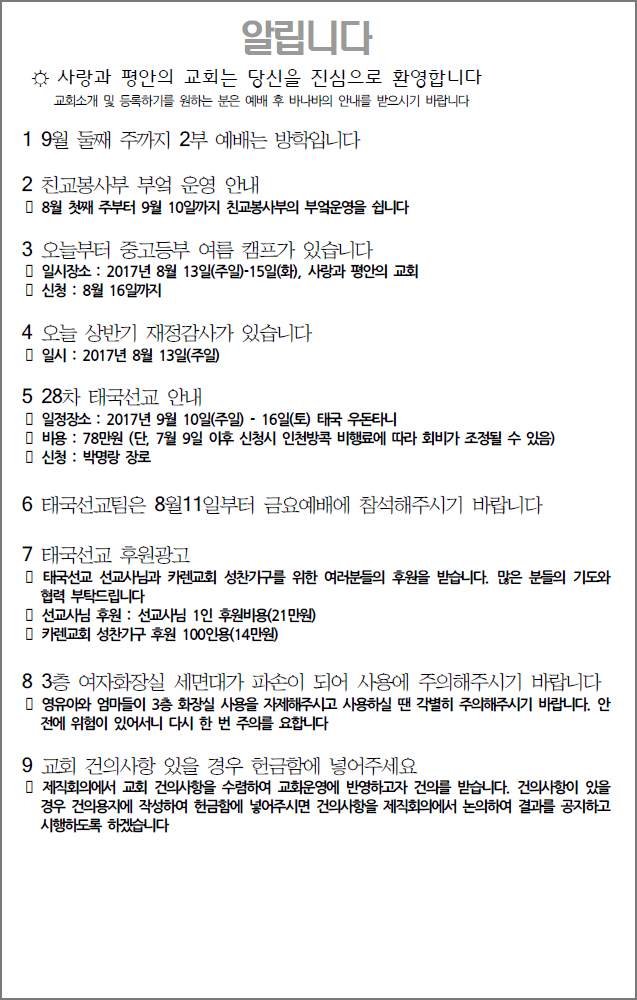 알립니다
☼ 사랑과 평안의 교회는 당신을 진심으로 환영합니다
교회소개 및 등록하기를 원하는 분은 예배 후 바나바의 안내를 받으시기 바랍니다
1 9월 둘째 주까지 2부 예배는 방학입니다
2 친교봉사부 부엌 운영 안내
▯ 8월 첫째 주부터 9월 10일까지 친교봉사부의 부엌운영을 쉽니다
3 오늘부터 중고등부 여름 캠프가 있습니다
▯ 일시장소 : 2017년 8월 13일(주일)-15일(화), 사랑과 평안의 교회
▯ 신청 : 8월 16일까지
4 오늘 상반기 재정감사가 있습니다
▯ 일시 : 2017년 8월 13일(주일)
5 28차 태국선교 안내
▯ 일정장소 : 2017년 9월 10일(주일) - 16일(토) 태국 우돈타니
▯ 비용 : 78만원 (단, 7월 9일 이후 신청시 인천방콕 비행료에 따라 회비가 조정될 수 있음)
▯ 신청 : 박명랑 장로
6 태국선교팀은 8월11일부터 금요예배에 참석해주시기 바랍니다
7 태국선교 후원광고
▯ 태국선교 선교사님과 카렌교회 성찬기구를 위한 여러분들의 후원을 받습니다. 많은 분들의 기도와
협력 부탁드립니다
▯ 선교사님 후원 : 선교사님 1인 후원비용(21만원)
▯ 카렌교회 성찬기구 후원 100인용(14만원)
8 3층 여자화장실 세면대가 파손이 되어 사용에 주의해주시기 바랍니다
▯ 영유아와 엄마들이 3층 화장실 사용을 자제해주시고 사용하실 땐 각별히 주의해주시기 바랍니다. 안
전에 위험이 있어서니 다시 한 번 주의를 요합니다
9 교회 건의사항 있을 경우 헌금함에 넣어주세요
▯ 제직회의에서 교회 건의사항을 수렴하여 교회운영에 반영하고자 건의를 받습니다. 건의사항이 있을
경우 건의용지에 작성하여 헌금함에 넣어주시면 건의사항을 제직회의에서 논의하여 결과를 공지하고
시행하도록 하겠습니다